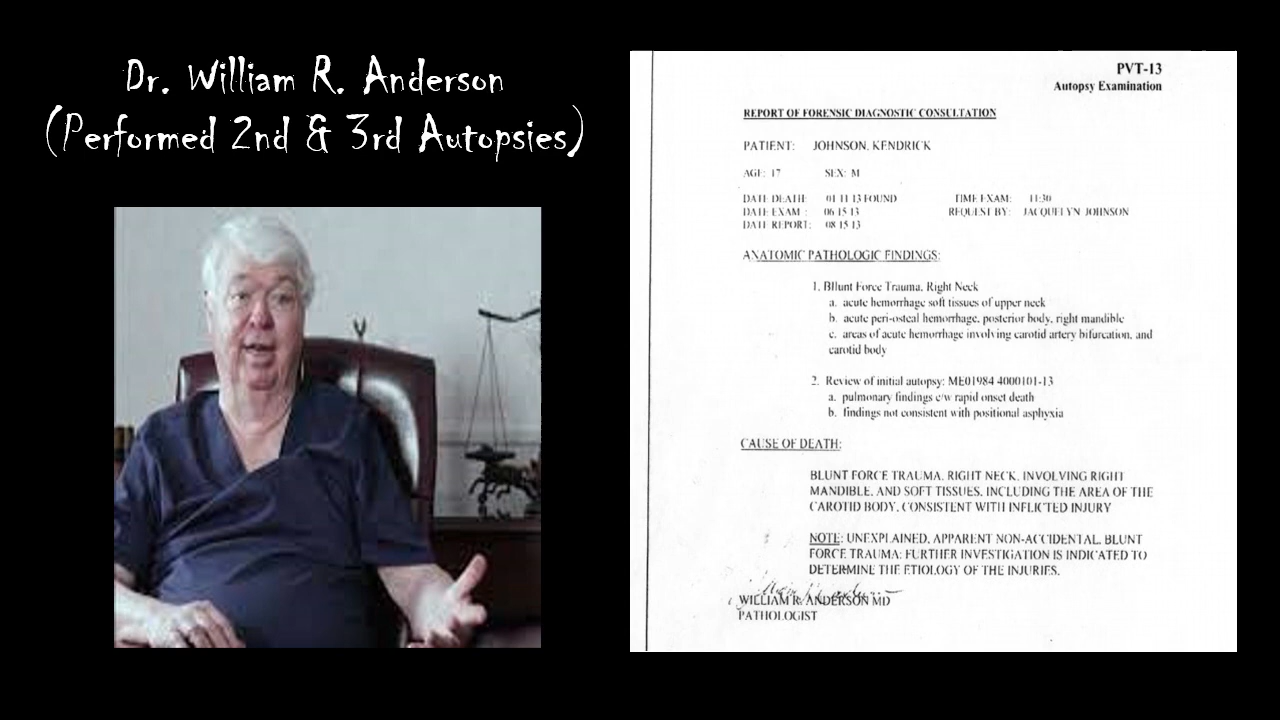 Dr. William R. Anderson
(Performed 2nd & 3rd Autopsies)
PVT-13
Autopsy Examination
REPORT OF FORENSIC DIAGNOSTIC CONSULTATION
PATIENT: JOHNSON, KENDRICK
AGE: 17 SEX: M
DATE DEATH: 01 11 13 FOUND TIME EXAM: 11:30
DATE EXAM : 06 15 13 REQUEST BY: JACQUELYN JOHNSON
DATE REPORT: 08 15 13
ANATOMIC PATHOLOGIC FINDINGS:
1. Bllunt Force Trauma, Right Neck
a. acute hemorrhage soft tissues of upper neck
b. acute peri-osteal hemorrhage, posterior body, right mandible
c. areas of acute hemorrhage involving carotid artery bifurcation, and
carotid body
2. Review of initial autopsy: ME01984 4000101-13
a. pulmonary findings c/w rapid onset death
b. findings not consistent with positional asphyxia
CAUSE OF DEATH:
BLUNT FORCE TRAUMA, RIGHT NECK, INVOLVING RIGHT
MANDIBLE, AND SOFT TISSUES, INCLUDING THE AREA OF THE
CAROTID BODY, CONSISTENT WITH INFLICTED INJURY
NOTE: UNEXPLAINED, APPARENT NON-ACCIDENTAL, BLUNT
FORCE TRAUMA; FURTHER INVESTIGATION IS INDICATED TO
DETERMINE THE ETIOLOGY OF THE INJURIES.
WILLIAM R. ANDERSON MD
PATHOLOGIST